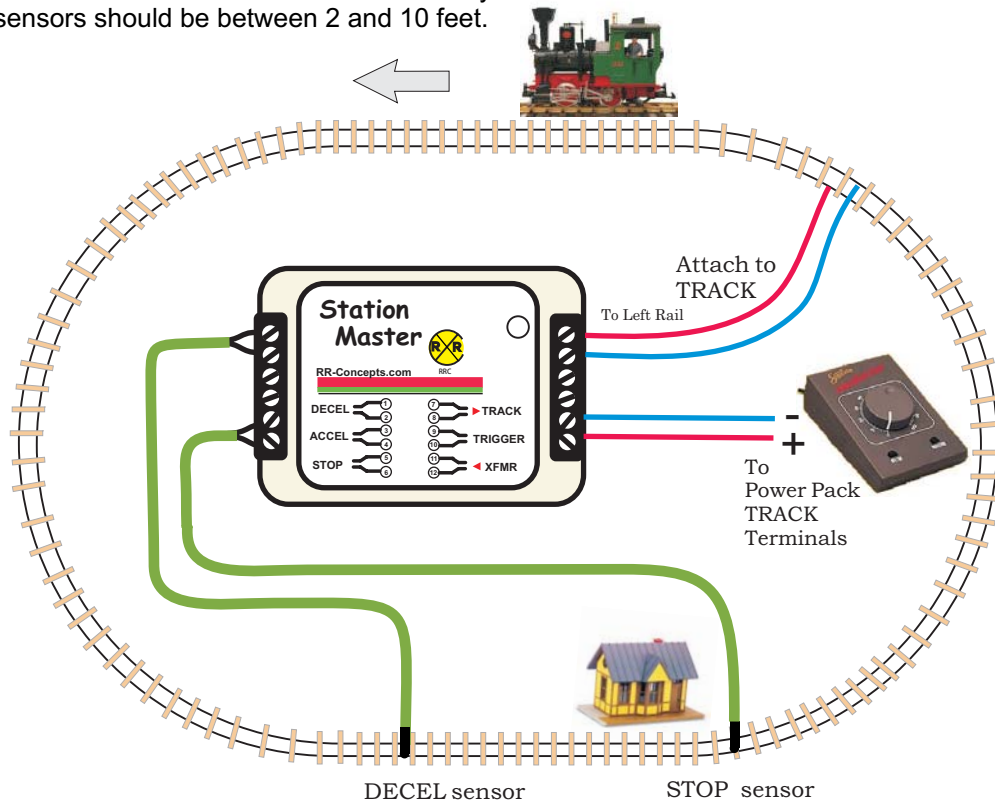 sensors should be between 2 and 10 feet.
Attach to
TRACK
To Left Rail
Station
Master
R R
RRC
RR-Concepts.com
DECEL 1 2
ACCEL 3 4
STOP 5 6
7 8 TRACK
9 10 TRIGGER
11 12 XFMR
-
+
To
Power Pack
TRACK
Terminals
DECEL sensor
STOP sensor